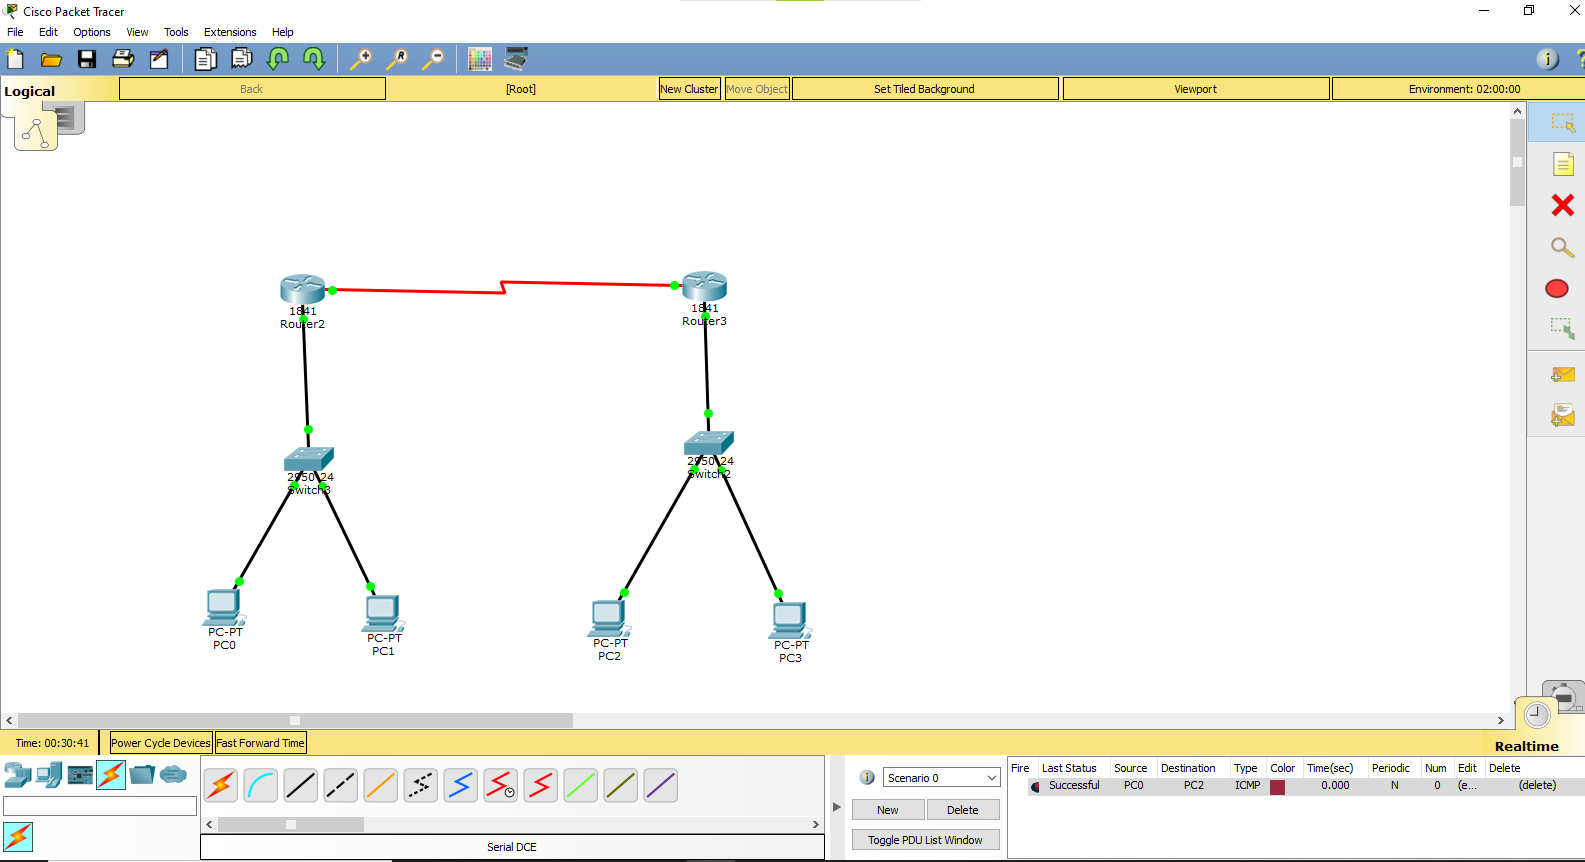 Cisco Packet Tracer
File Edit Options View Tools Extensions Help
Logical Back [Root] New Cluster Move Object Set Tiled Background Viewport Environment: 02:00:00
1841
Router2
1841
Router3
2950-24
Switch3
2950-24
Switch2
PC-PT
PC0
PC-PT
PC1
PC-PT
PC2
PC-PT
PC3
Time: 00:30:41 Power Cycle Devices Fast Forward Time
Realtime
Scenario 0
New Delete
Toggle PDU List Window
Fire Last Status Source Destination Type Color Time(sec) Periodic Num Edit Delete
Successful PC0 PC2 ICMP 0.000 N 0 (e... (delete)
Serial DCE